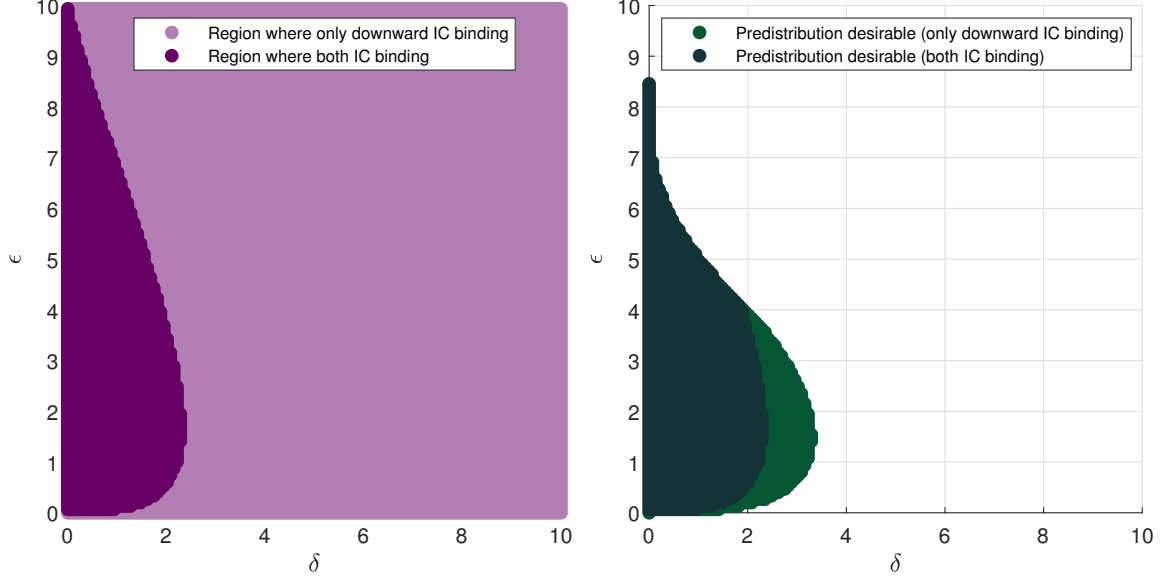 Region where only downward IC binding
Region where both IC binding
10
9
8
7
6
5
4
3
2
1
0
ϵ
0 2 4 6 8 10
δ
Predistribution desirable (only downward IC binding)
Predistribution desirable (both IC binding)
10
9
8
7
6
5
4
3
2
1
0
ϵ
0 2 4 6 8 10
δ